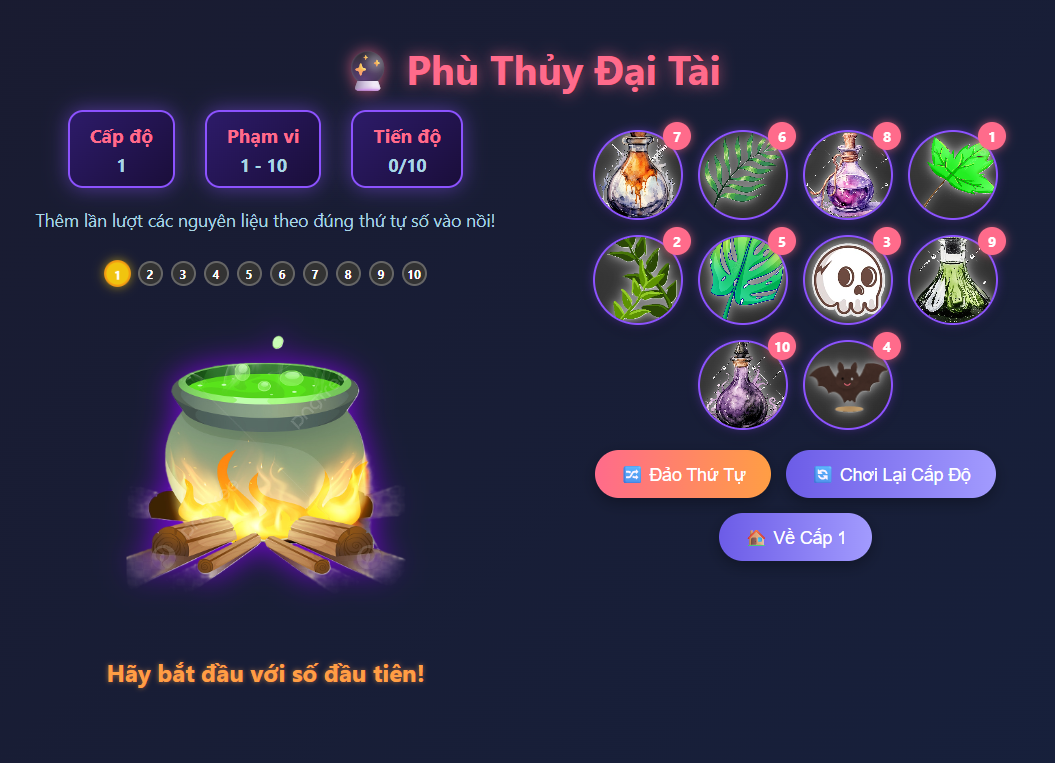 Phù Thủy Đại Tài
Cấp độ
1
Phạm vi
1 - 10
Tiến độ
0/10
Thêm lần lượt các nguyên liệu theo đúng thứ tự số vào nồi!
1 2 3 4 5 6 7 8 9 10
Hãy bắt đầu với số đầu tiên!
7 6 8 1
2 5 3 9
10 4
Đảo Thứ Tự
Chơi Lại Cấp Độ
Về Cấp 1